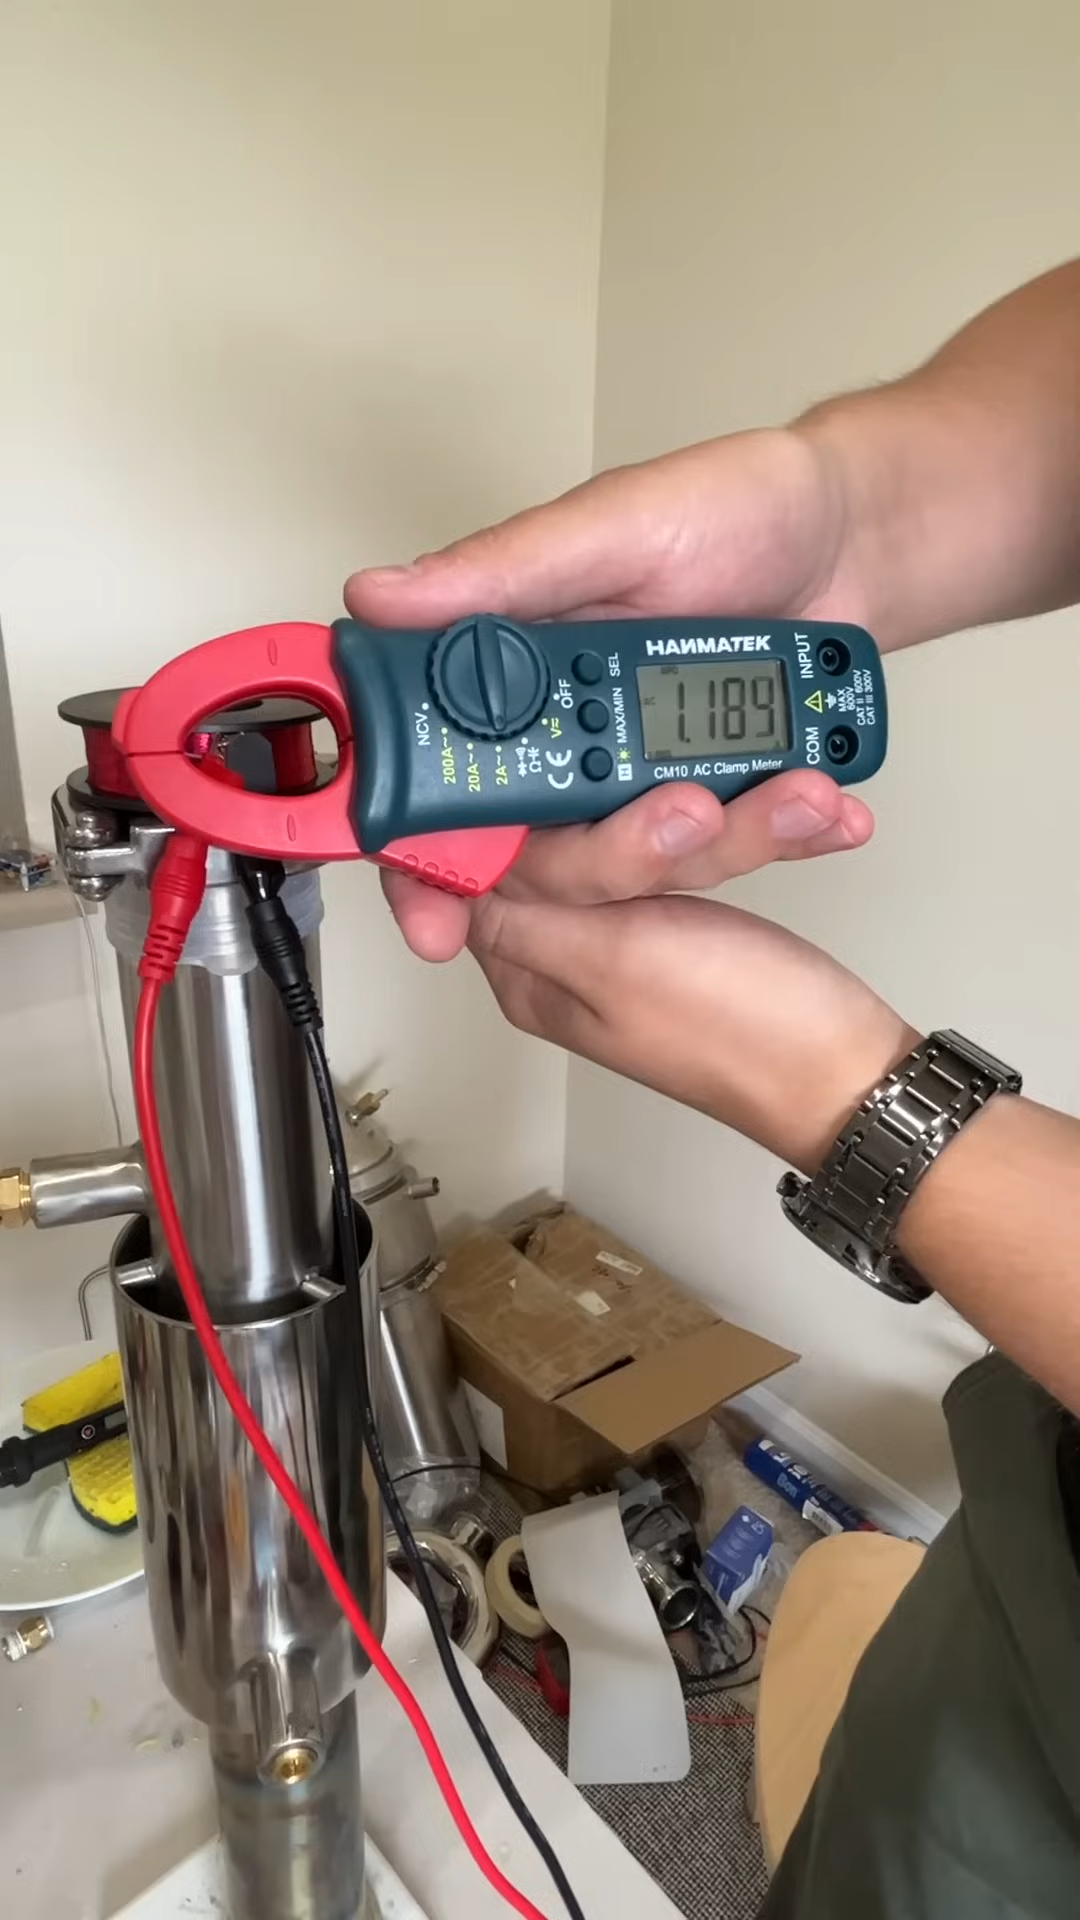 HANMATEK
APO
AC
1.189
CM10 AC Clamp Meter
SEL
MAX/MIN
H
OFF
V≂
Ω
2A~
20A~
200A~
NCV
CE
INPUT
COM
⚠
MAX
600V
CAT II 600V
CAT III 300V